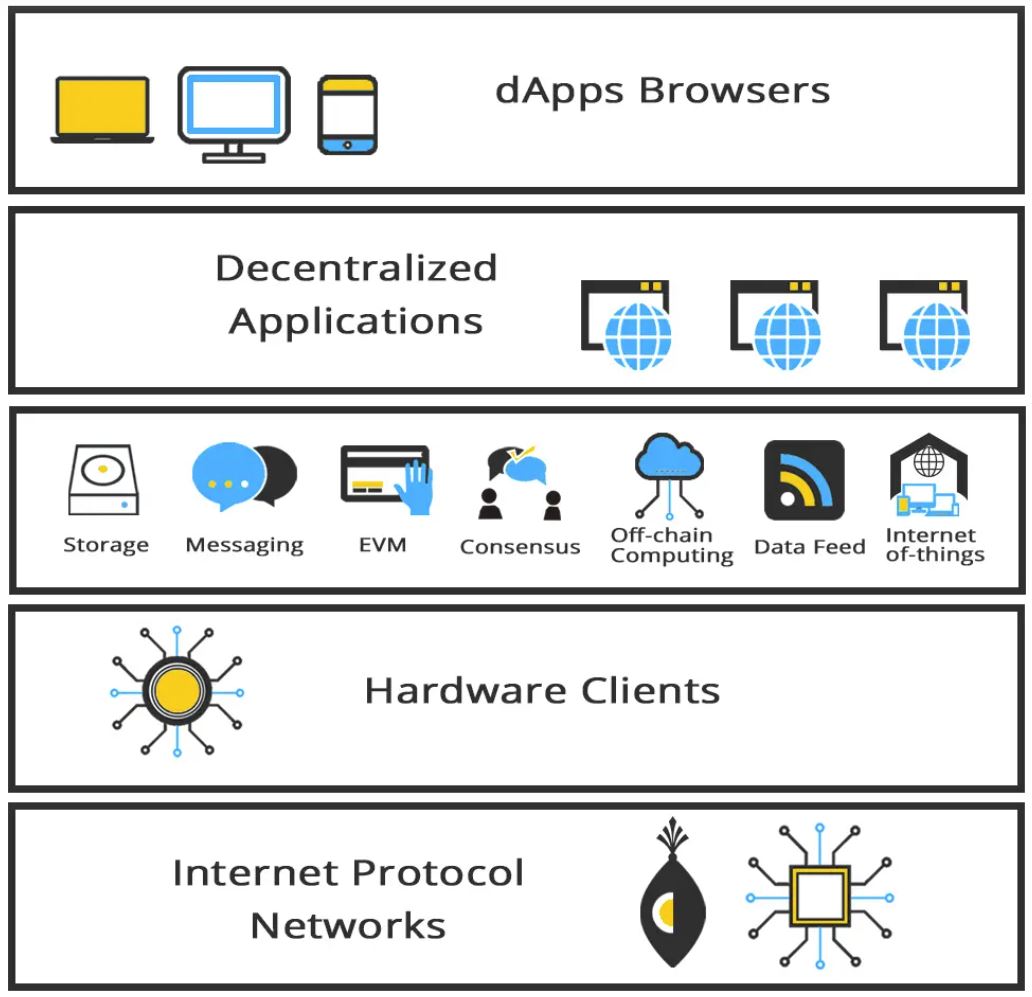 dApps Browsers
Decentralized
Applications
Storage
Messaging
EVM
Consensus
Off-chain
Computing
Data Feed
Internet
of-things
Hardware Clients
Internet Protocol
Networks